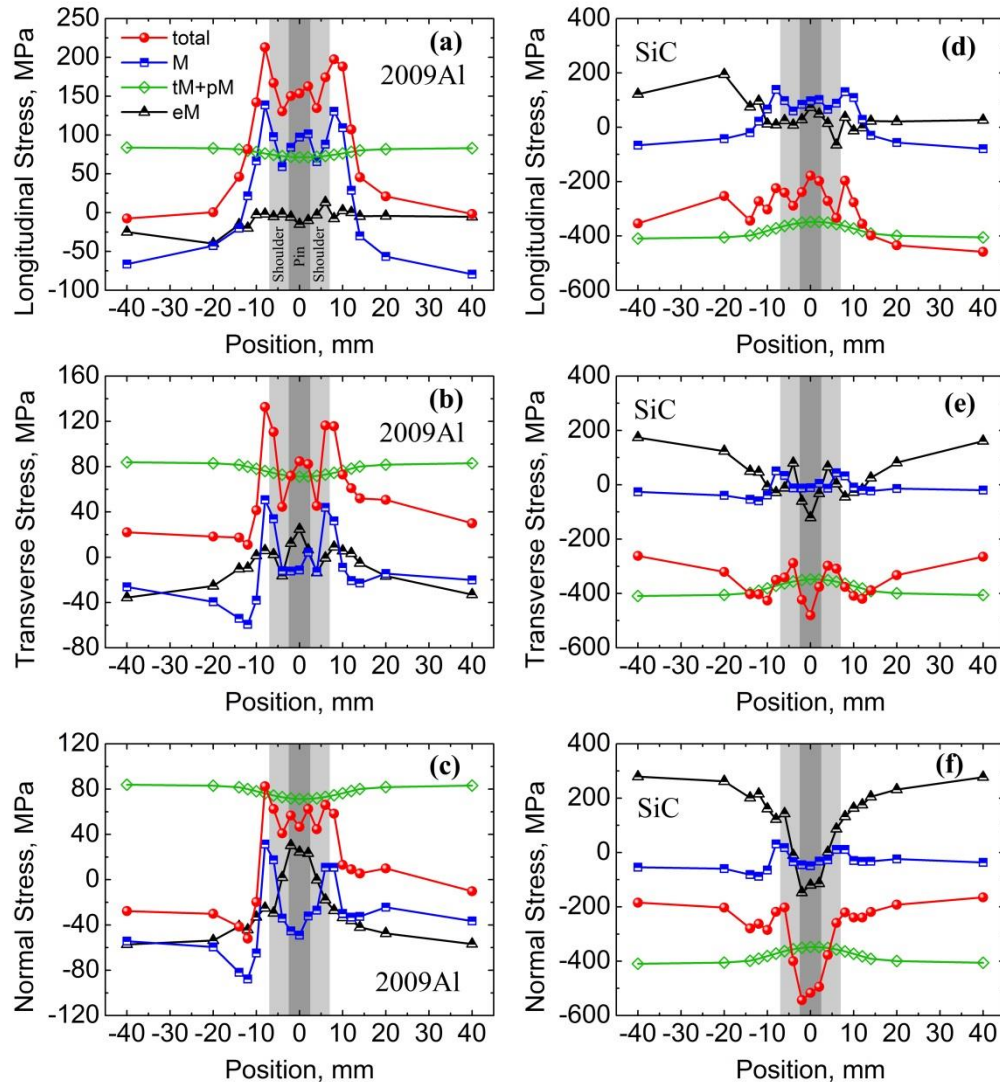 250
200
150
100
50
0
-50
-100
Longitudinal Stress, MPa
total
M
tM+pM
eM
(a)
2009Al
Shoulder
Pin
Shoulder
-40 -30 -20 -10 0 10 20 30 40
Position, mm
400
200
0
-200
-400
-600
Longitudinal Stress, MPa
SiC
(d)
-40 -30 -20 -10 0 10 20 30 40
Position, mm
160
120
80
40
0
-40
-80
Transverse Stress, MPa
(b)
2009Al
-40 -30 -20 -10 0 10 20 30 40
Position, mm
400
200
0
-200
-400
-600
Transverse Stress, MPa
SiC
(e)
-40 -30 -20 -10 0 10 20 30 40
Position, mm
120
80
40
0
-40
-80
-120
Normal Stress, MPa
(c)
2009Al
-40 -30 -20 -10 0 10 20 30 40
Position, mm
400
200
0
-200
-400
-600
Normal Stress, MPa
SiC
(f)
-40 -30 -20 -10 0 10 20 30 40
Position, mm